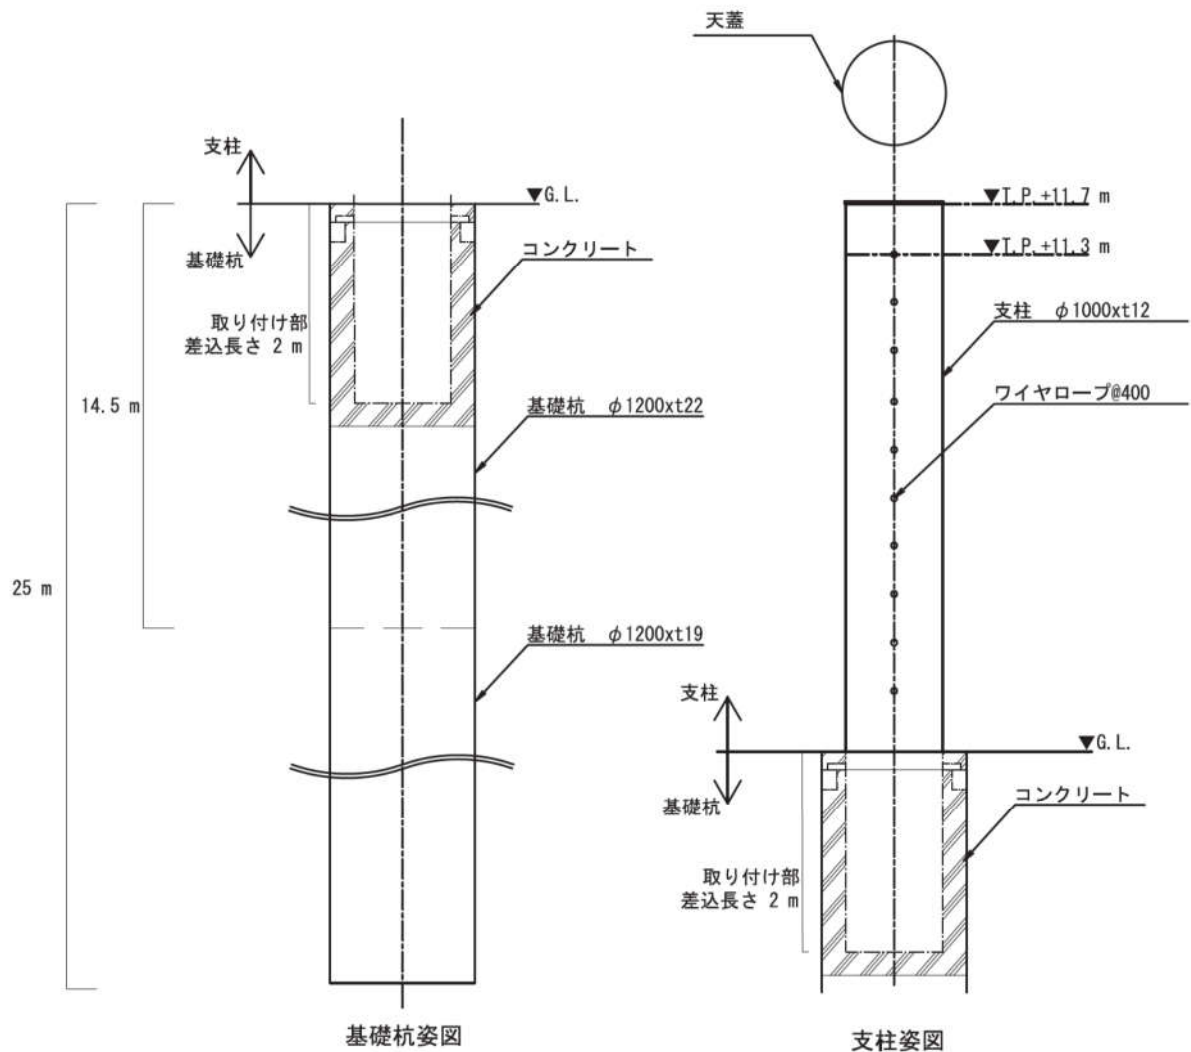 天蓋
支柱
▼G.L.
基礎杭
コンクリート
取り付け部
差込長さ 2 m
14.5 m
基礎杭 φ1200xt22
25 m
基礎杭 φ1200xt19
基礎杭姿図
▼T.P.+11.7 m
▼T.P.+11.3 m
支柱 φ1000xt12
ワイヤロープ@400
支柱
▼G.L.
基礎杭
コンクリート
取り付け部
差込長さ 2 m
支柱姿図